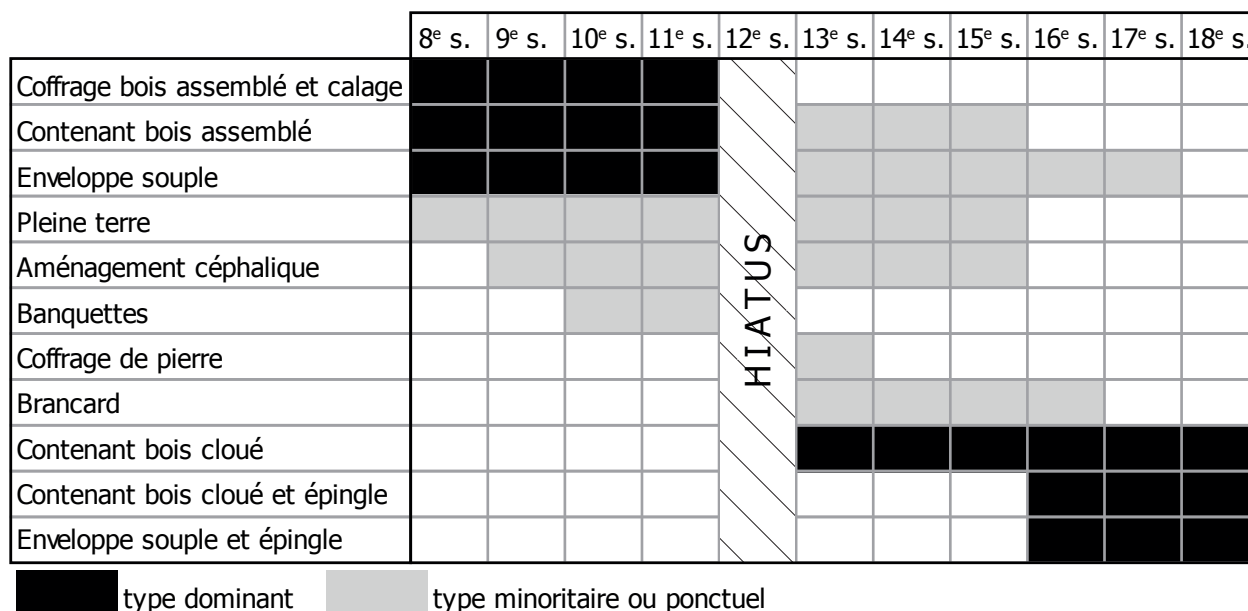 8e s. 9e s. 10e s. 11e s. 12e s. 13e s. 14e s. 15e s. 16e s. 17e s. 18e s.
Coffrage bois assemblé et calage
Contenant bois assemblé
Enveloppe souple
Pleine terre
Aménagement céphalique
Banquettes
Coffrage de pierre
Brancard
Contenant bois cloué
Contenant bois cloué et épingle
Enveloppe souple et épingle
HIATUS
type dominant type minoritaire ou ponctuel